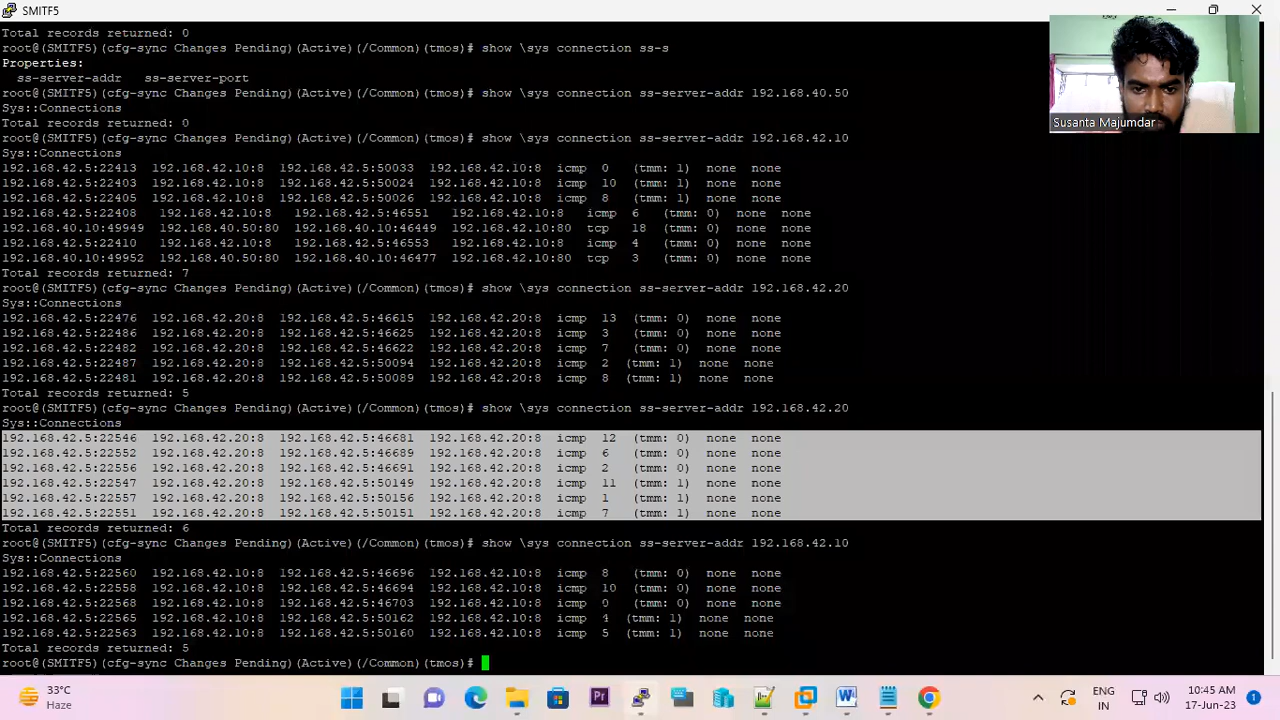 SMITF5
Total records returned: 0
root@(SMITF5)(cfg-sync Changes Pending)(Active)(/Common)(tmos)# show \sys connection ss-s
Properties:
ss-server-addr ss-server-port
root@(SMITF5)(cfg-sync Changes Pending)(Active)(/Common)(tmos)# show \sys connection ss-server-addr 192.168.40.50
Sys::Connections
Total records returned: 0
root@(SMITF5)(cfg-sync Changes Pending)(Active)(/Common)(tmos)# show \sys connection ss-server-addr 192.168.42.10
Sys::Connections
192.168.42.5:22413 192.168.42.10:8 192.168.42.5:50033 192.168.42.10:8 icmp 0 (tmm: 1) none none
192.168.42.5:22403 192.168.42.10:8 192.168.42.5:50024 192.168.42.10:8 icmp 10 (tmm: 1) none none
192.168.42.5:22405 192.168.42.10:8 192.168.42.5:50026 192.168.42.10:8 icmp 8 (tmm: 1) none none
192.168.42.5:22408 192.168.42.10:8 192.168.42.5:46551 192.168.42.10:8 icmp 6 (tmm: 0) none none
192.168.40.10:49949 192.168.40.50:80 192.168.40.10:46449 192.168.42.10:80 tcp 18 (tmm: 0) none none
192.168.42.5:22410 192.168.42.10:8 192.168.42.5:46553 192.168.42.10:8 icmp 4 (tmm: 0) none none
192.168.40.10:49952 192.168.40.50:80 192.168.40.10:46477 192.168.42.10:80 tcp 3 (tmm: 0) none none
Total records returned: 7
root@(SMITF5)(cfg-sync Changes Pending)(Active)(/Common)(tmos)# show \sys connection ss-server-addr 192.168.42.20
Sys::Connections
192.168.42.5:22476 192.168.42.20:8 192.168.42.5:46615 192.168.42.20:8 icmp 13 (tmm: 0) none none
192.168.42.5:22486 192.168.42.20:8 192.168.42.5:46625 192.168.42.20:8 icmp 3 (tmm: 0) none none
192.168.42.5:22482 192.168.42.20:8 192.168.42.5:46622 192.168.42.20:8 icmp 7 (tmm: 0) none none
192.168.42.5:22487 192.168.42.20:8 192.168.42.5:50094 192.168.42.20:8 icmp 2 (tmm: 1) none none
192.168.42.5:22481 192.168.42.20:8 192.168.42.5:50089 192.168.42.20:8 icmp 8 (tmm: 1) none none
Total records returned: 5
root@(SMITF5)(cfg-sync Changes Pending)(Active)(/Common)(tmos)# show \sys connection ss-server-addr 192.168.42.20
Sys::Connections
192.168.42.5:22546 192.168.42.20:8 192.168.42.5:46681 192.168.42.20:8 icmp 12 (tmm: 0) none none
192.168.42.5:22552 192.168.42.20:8 192.168.42.5:46689 192.168.42.20:8 icmp 6 (tmm: 0) none none
192.168.42.5:22556 192.168.42.20:8 192.168.42.5:46691 192.168.42.20:8 icmp 2 (tmm: 0) none none
192.168.42.5:22547 192.168.42.20:8 192.168.42.5:50149 192.168.42.20:8 icmp 11 (tmm: 1) none none
192.168.42.5:22557 192.168.42.20:8 192.168.42.5:50156 192.168.42.20:8 icmp 1 (tmm: 1) none none
192.168.42.5:22551 192.168.42.20:8 192.168.42.5:50151 192.168.42.20:8 icmp 7 (tmm: 1) none none
Total records returned: 6
root@(SMITF5)(cfg-sync Changes Pending)(Active)(/Common)(tmos)# show \sys connection ss-server-addr 192.168.42.10
Sys::Connections
192.168.42.5:22560 192.168.42.10:8 192.168.42.5:46696 192.168.42.10:8 icmp 8 (tmm: 0) none none
192.168.42.5:22558 192.168.42.10:8 192.168.42.5:46694 192.168.42.10:8 icmp 10 (tmm: 0) none none
192.168.42.5:22568 192.168.42.10:8 192.168.42.5:46703 192.168.42.10:8 icmp 0 (tmm: 0) none none
192.168.42.5:22565 192.168.42.10:8 192.168.42.5:50162 192.168.42.10:8 icmp 4 (tmm: 1) none none
192.168.42.5:22563 192.168.42.10:8 192.168.42.5:50160 192.168.42.10:8 icmp 5 (tmm: 1) none none
Total records returned: 5
root@(SMITF5)(cfg-sync Changes Pending)(Active)(/Common)(tmos)#
Susanta Majumdar
33°C
Haze
Pr
W
ENG
IN
10:45 AM
17-Jun-23
1